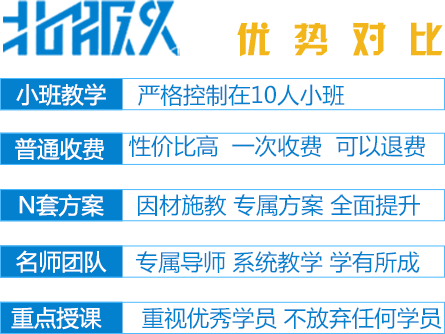 优势对比
小班教学 严格控制在10人小班
普通收费 性价比高 一次收费 可以退费
N套方案 因材施教 专属方案 全面提升
名师团队 专属导师 系统教学 学有所成
重点授课 重视优秀学员 不放弃任何学员